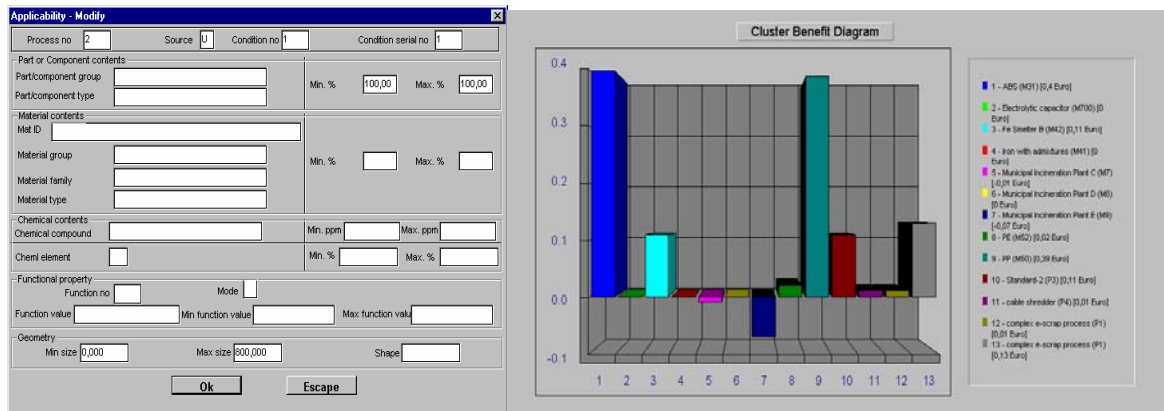 Applicability - Modify
Process no 2 Source U Condition no 1 Condition serial no 1
Part or Component contents
Part/component group
Part/component type
Min. % 100,00 Max. % 100,00
Material contents
Mat ID
Material group
Material family
Material type
Min. % Max. %
Chemical contents
Chemical compound Min. ppm Max. ppm
Cheml element Min. % Max. %
Functional property
Function no Mode
Function value Min function value Max function valu
Geometry
Min size 0,000 Max size 800,000 Shape
Ok Escape
Cluster Benefit Diagram
0.4
0.3
0.2
0.1
0.0
-0.1
1 2 3 4 5 6 7 8 9 10 11 12 13
1 - ABS (M31) [0,4 Euro]
2 - Electrolytic capacitor (M700) [0
Euro]
3 - Fe Smelter B (M42) [0,11 Euro]
4 - Iron with admixtures (M41) [0
Euro]
5 - Municipal Incineration Plant C (M7)
[-0,01 Euro]
6 - Municipal Incineration Plant D (M8)
[0 Euro]
7 - Municipal Incineration Plant E (M9)
[-0,07 Euro]
8 - PE (M52) [0,02 Euro]
9 - PP (M50) [0,39 Euro]
10 - Standard-2 (P3) [0,11 Euro]
11 - cable shredder (P4) [0,01 Euro]
12 - complex e-scrap process (P1)
[0,01 Euro]
13 - complex e-scrap process (P1)
[0,13 Euro]